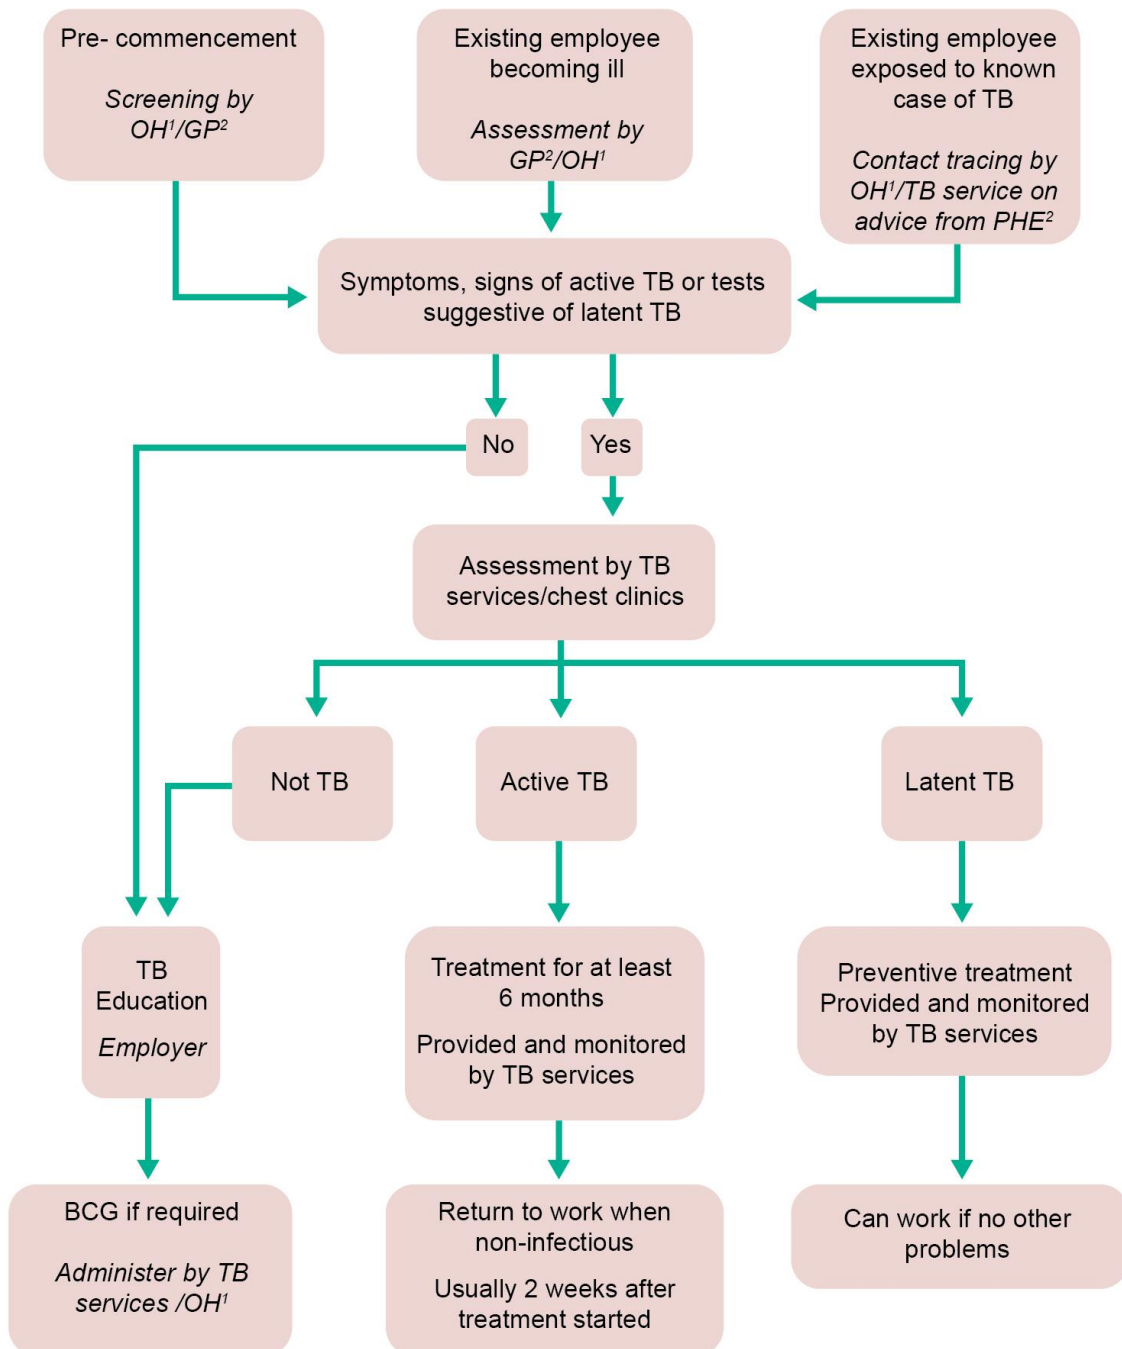 Pre- commencement
Screening by
OH¹/GP²
Existing employee
becoming ill
Assessment by
GP²/OH¹
Existing employee
exposed to known
case of TB
Contact tracing by
OH¹/TB service on
advice from PHE²
Symptoms, signs of active TB or tests
suggestive of latent TB
No
Yes
Assessment by TB
services/chest clinics
Not TB
Active TB
Latent TB
TB
Education
Employer
Treatment for at least
6 months
Provided and monitored
by TB services
Preventive treatment
Provided and monitored
by TB services
BCG if required
Administer by TB
services /OH¹
Return to work when
non-infectious
Usually 2 weeks after
treatment started
Can work if no other
problems